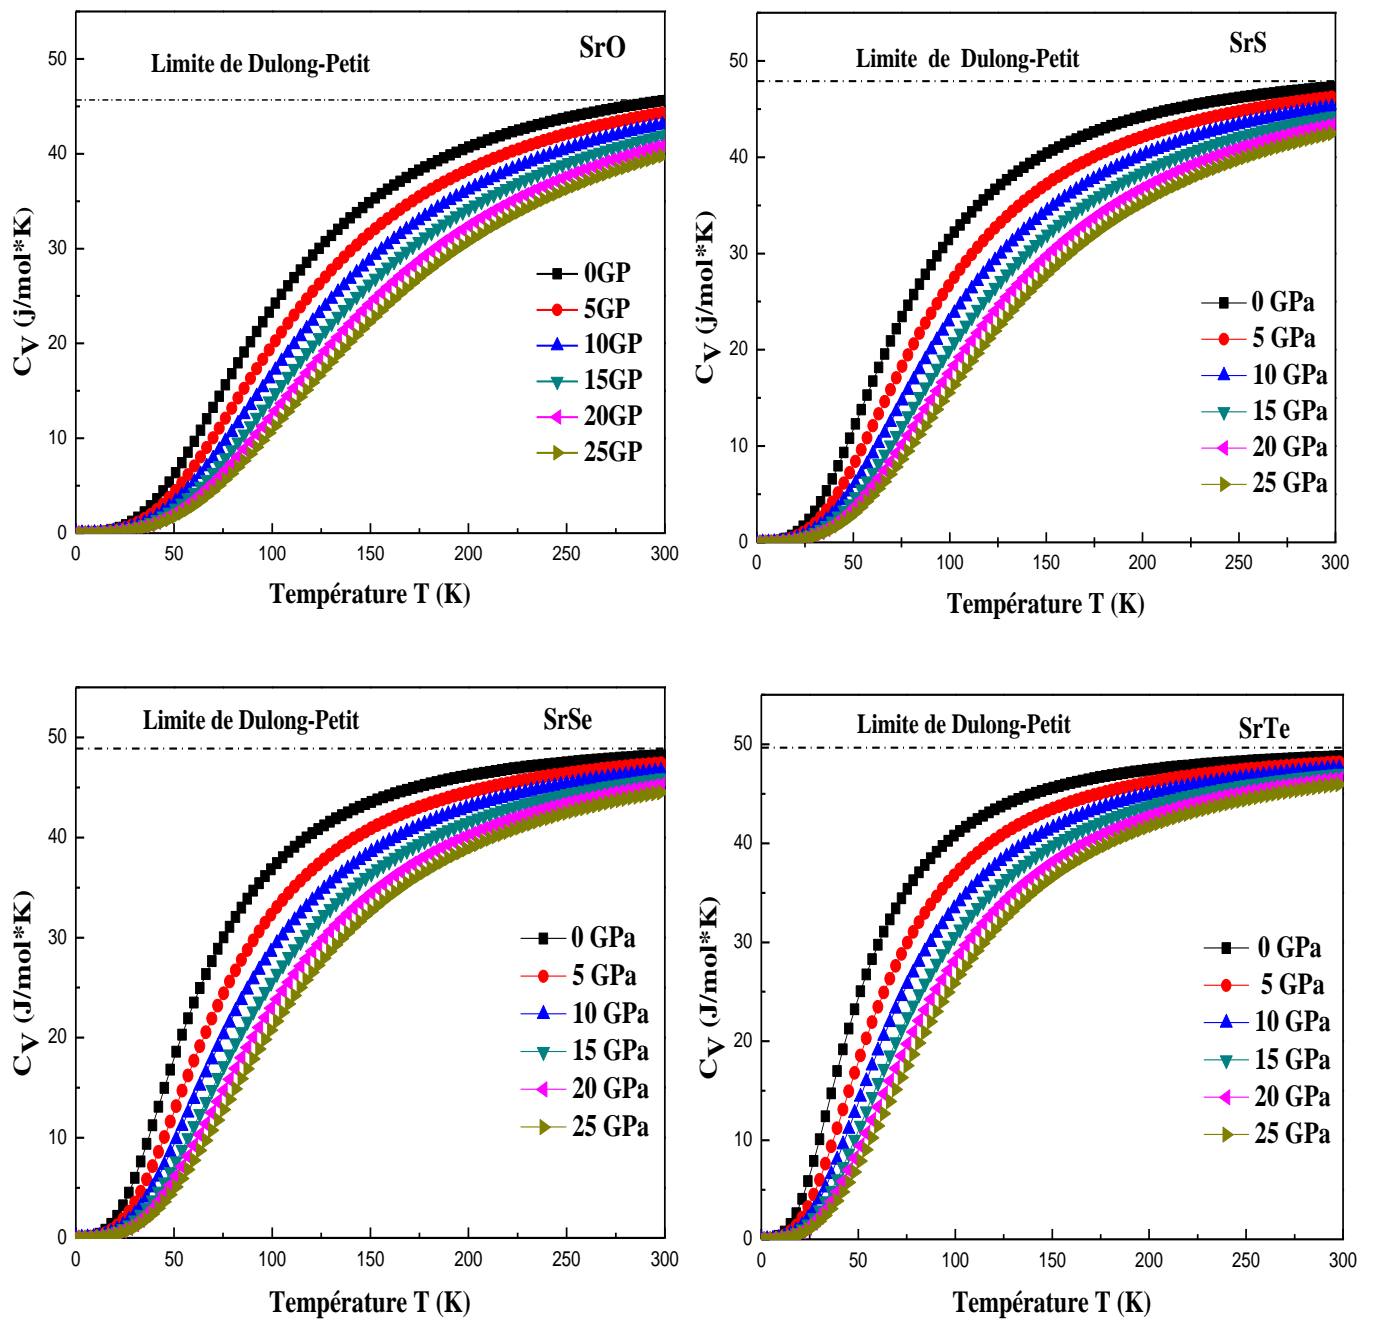 SrO
Limite de Dulong-Petit
50
40
30
20
10
0
0 50 100 150 200 250 300
CV (j/mol*K)
Température T (K)
0GP
5GP
10GP
15GP
20GP
25GP
SrS
Limite de Dulong-Petit
50
40
30
20
10
0
0 50 100 150 200 250 300
CV (j/mol*K)
Température T (K)
0 GPa
5 GPa
10 GPa
15 GPa
20 GPa
25 GPa
Limite de Dulong-Petit
SrSe
50
40
30
20
10
0
0 50 100 150 200 250 300
CV (J/mol*K)
Température T (K)
0 GPa
5 GPa
10 GPa
15 GPa
20 GPa
25 GPa
Limite de Dulong-Petit
SrTe
50
40
30
20
10
0
0 50 100 150 200 250 300
CV (J/mol*K)
Température T (K)
0 GPa
5 GPa
10 GPa
15 GPa
20 GPa
25 GPa